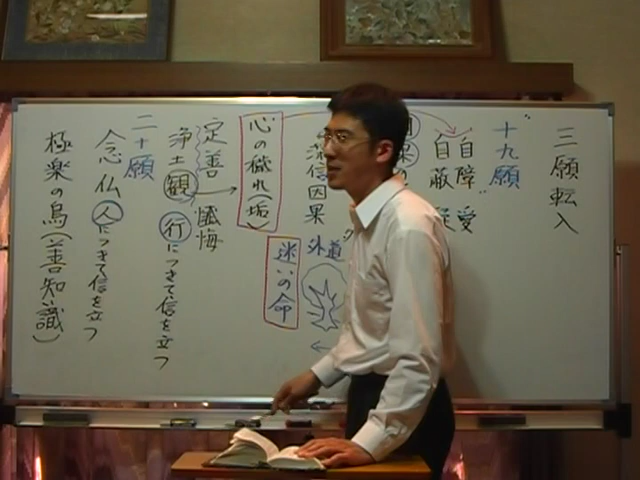 三願転入
十九願
自障
自蔽
愛
深信因果
外道
迷いの命
心の穢れ(垢)
定善
懺悔
浄土観行につきて信を立つ
二十願
念仏人につきて信を立つ
極楽の鳥(善知識)